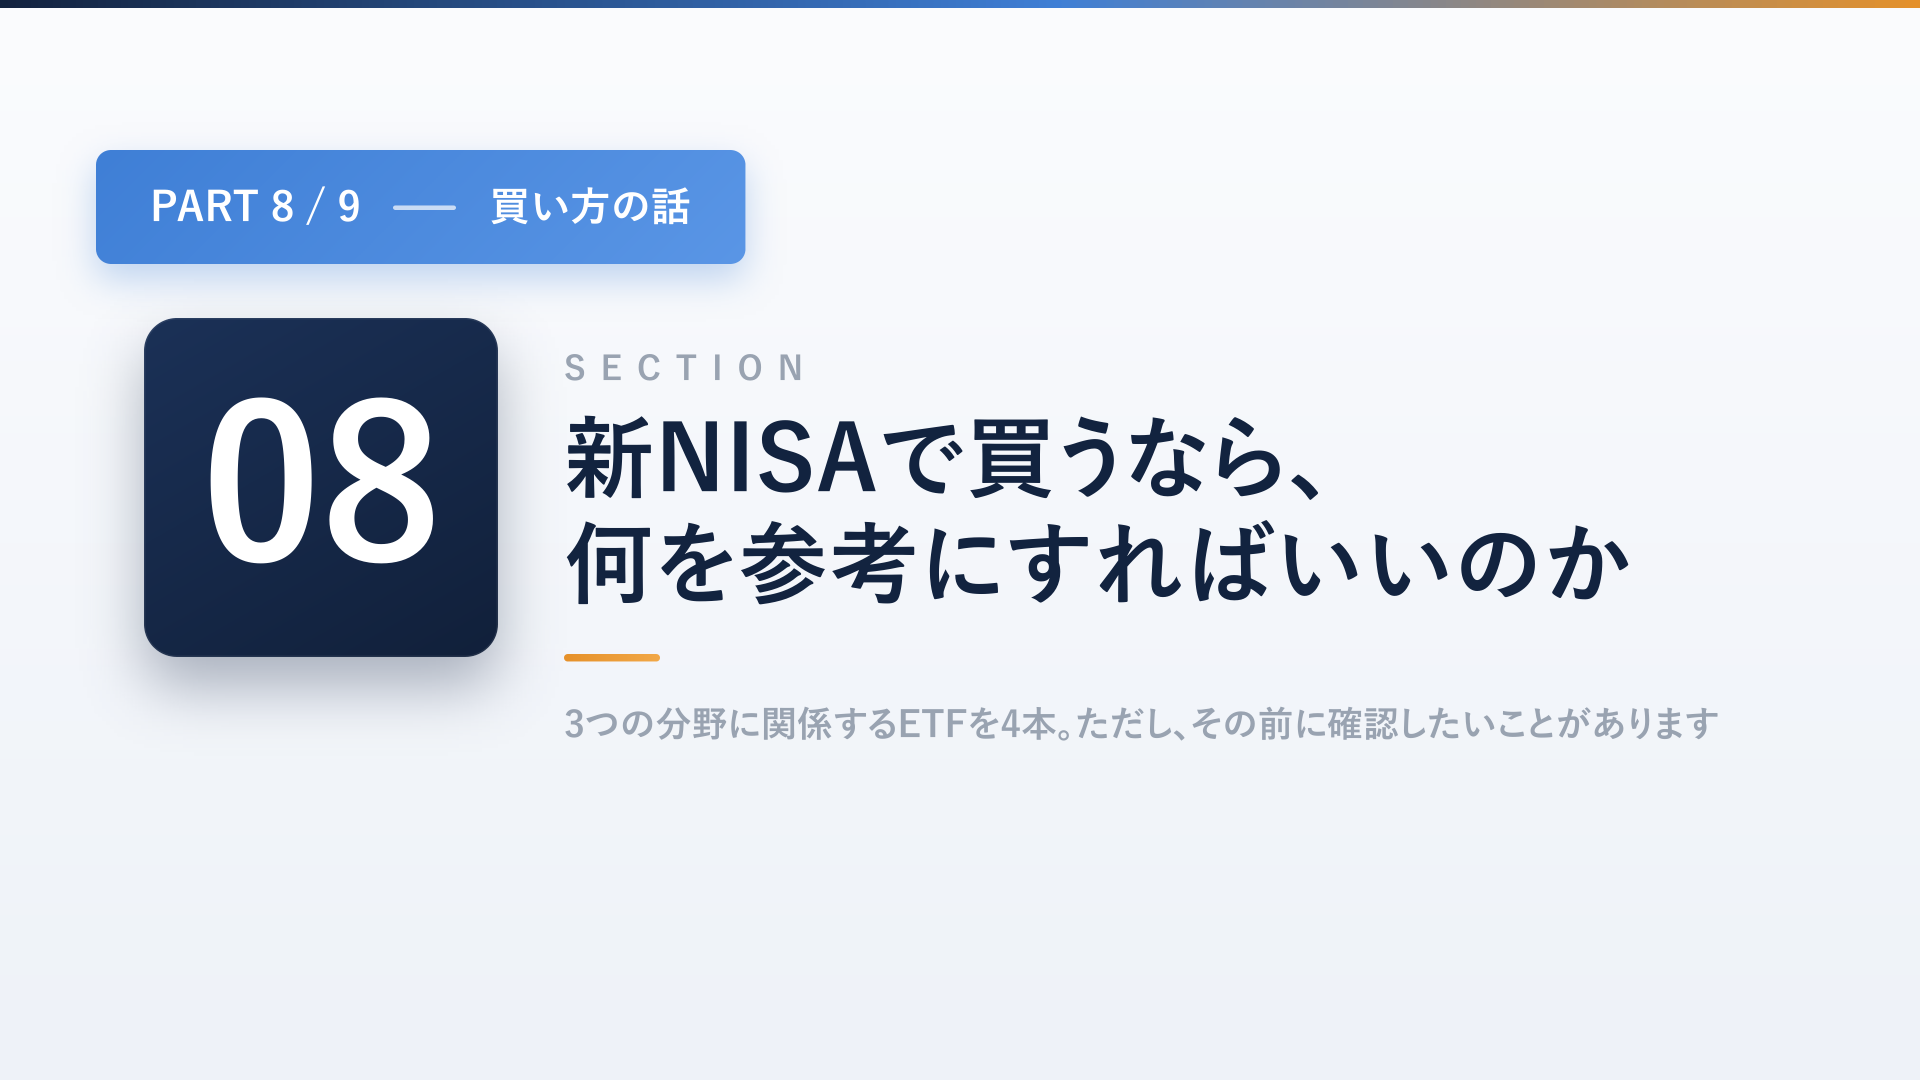 PART 8 / 9 — 買い方の話
08
SECTION
新NISAで買うなら、
何を参考にすればいいのか
3つの分野に関係するETFを4本。ただし、その前に確認したいことがあります